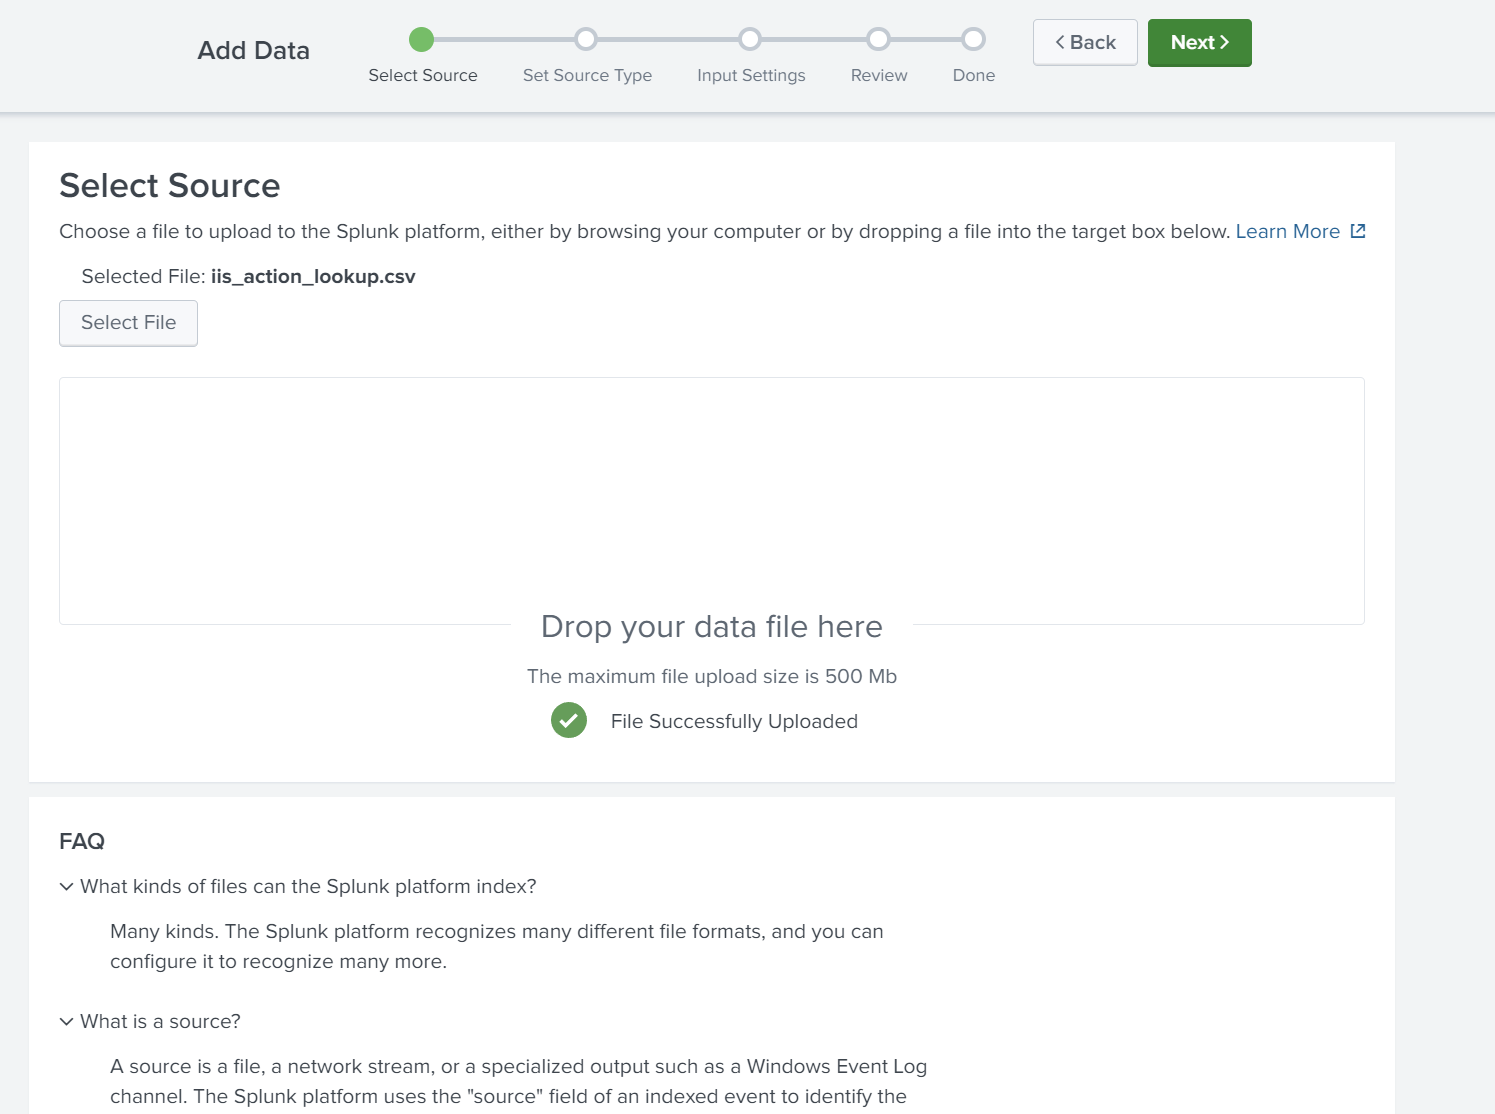 Add Data
Select Source
Set Source Type
Input Settings
Review
Done
Back
Next
Select Source
Choose a file to upload to the Splunk platform, either by browsing your computer or by dropping a file into the target box below. Learn More
Selected File: iis_action_lookup.csv
Select File
Drop your data file here
The maximum file upload size is 500 Mb
File Successfully Uploaded
FAQ
What kinds of files can the Splunk platform index?
Many kinds. The Splunk platform recognizes many different file formats, and you can
configure it to recognize many more.
What is a source?
A source is a file, a network stream, or a specialized output such as a Windows Event Log
channel. The Splunk platform uses the "source" field of an indexed event to identify the